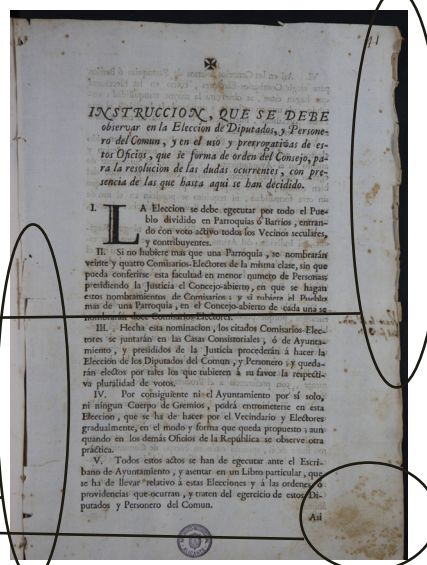 INSTRUCCION, QUE SE DEBE
observar en la Eleccion de Diputados, y Persone-
ro del Comun, y en el uso y prerrogativas de es-
tos Oficios, que se forma de orden del Consejo, pa-
ra la resolucion de las dudas ocurrentes, con pre-
sencia de las que hasta aqui se han decidido.
I. LA Eleccion se debe egecutar por todo el Pue-
blo dividido en Parroquias ó Barrios, entran-
do con voto activo todos los Vecinos seculares,
y contribuyentes.
II. Si no hubiere mas que una Parroquia, se nombrarán
veinte y quatro Comisarios-Electores de la misma clase, sin que
pueda conferirse esta facultad en menor numero de Personas,
presidiendo la Justicia el Concejo-abierto, en que se hagan
estos nombramientos de Comisarios: y si tubiere el Pueblo
mas de una Parroquia, en el Concejo-abierto de cada una se
nombrarán doce Comisarios-Electores.
III. Hecha esta nominacion, los citados Comisarios-Elec-
tores se juntarán en las Casas Consistoriales, ó de Ayunta-
miento, y presididos de la Justicia procederán á hacer la
Eleccion de los Diputados del Comun, y Personero; y queda-
rán electos por tales los que tubieren á su favor la respecti-
va pluralidad de votos.
IV. Por consiguiente ni el Ayuntamiento por sí solo,
ni ningun Cuerpo de Gremios, podrá entrometerse en esta
Eleccion, que se ha de hacer por el Vecindario y Electores
gradualmente, en el modo y forma que queda propuesto; aun-
quando en los demás Oficios de la República se observe otra
práctica.
V. Todos estos actos se han de egecutar ante el Escri-
bano de Ayuntamiento, y asentar en un Libro particular, que
se ha de llevar relativo á estas Elecciones y á las ordenes ó
providencias que ocurran, y traten del egercicio de estos Di-
putados y Personero del Comun.
Asi